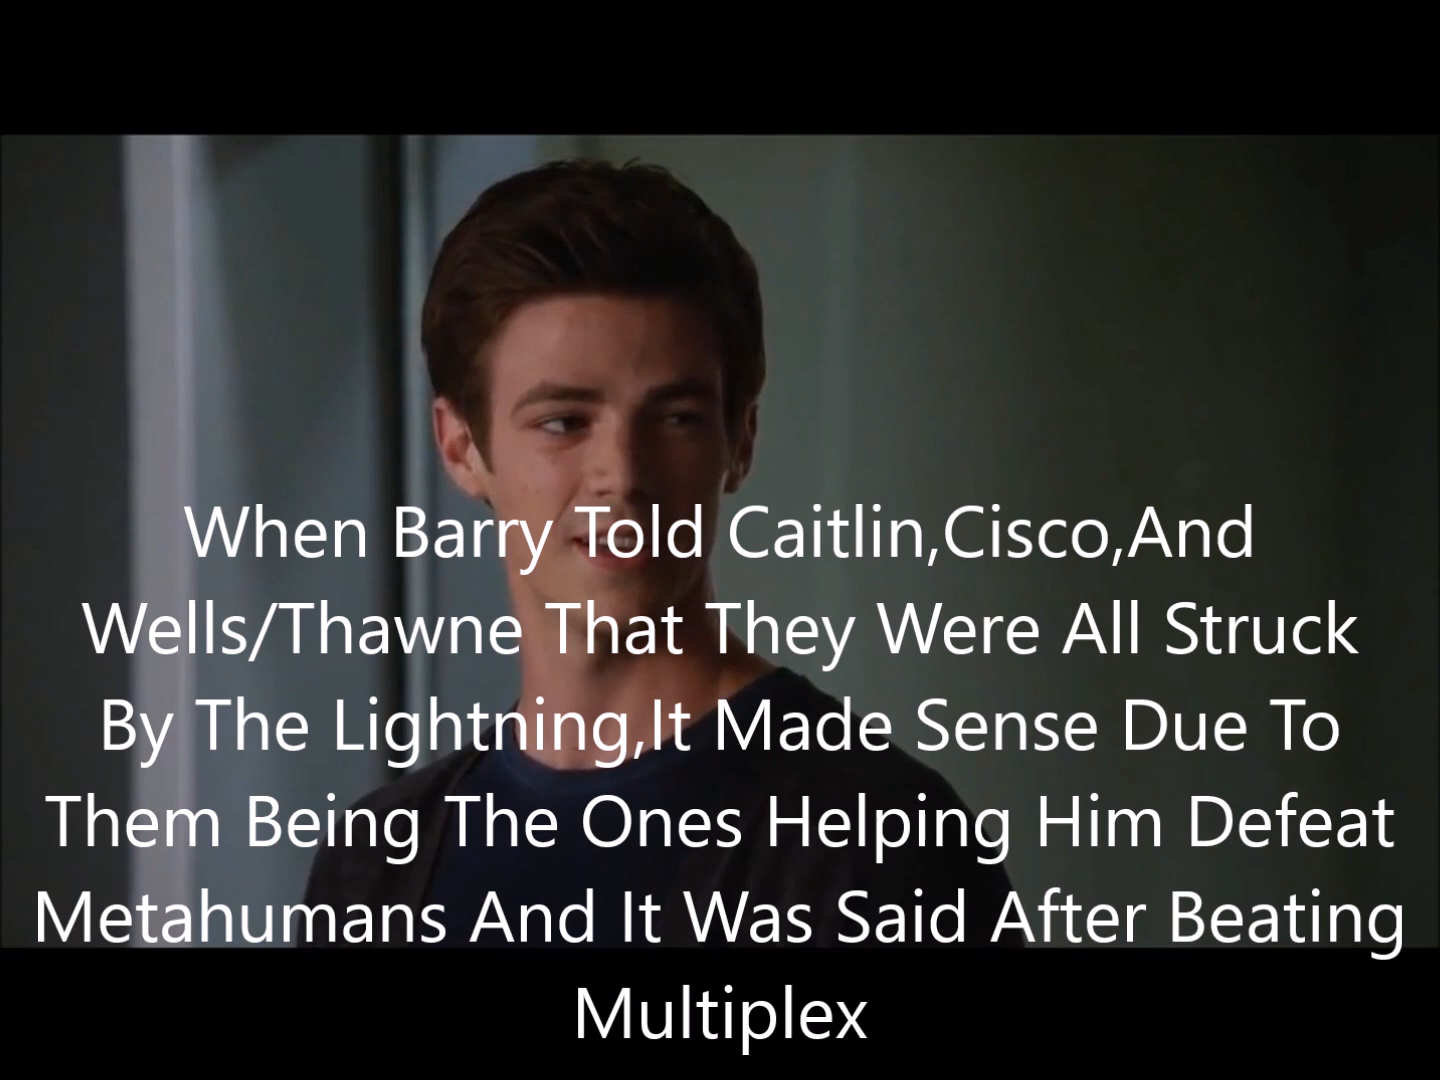 When Barry Told Caitlin,Cisco,And
Wells/Thawne That They Were All Struck
By The Lightning,It Made Sense Due To
Them Being The Ones Helping Him Defeat
Metahumans And It Was Said After Beating
Multiplex